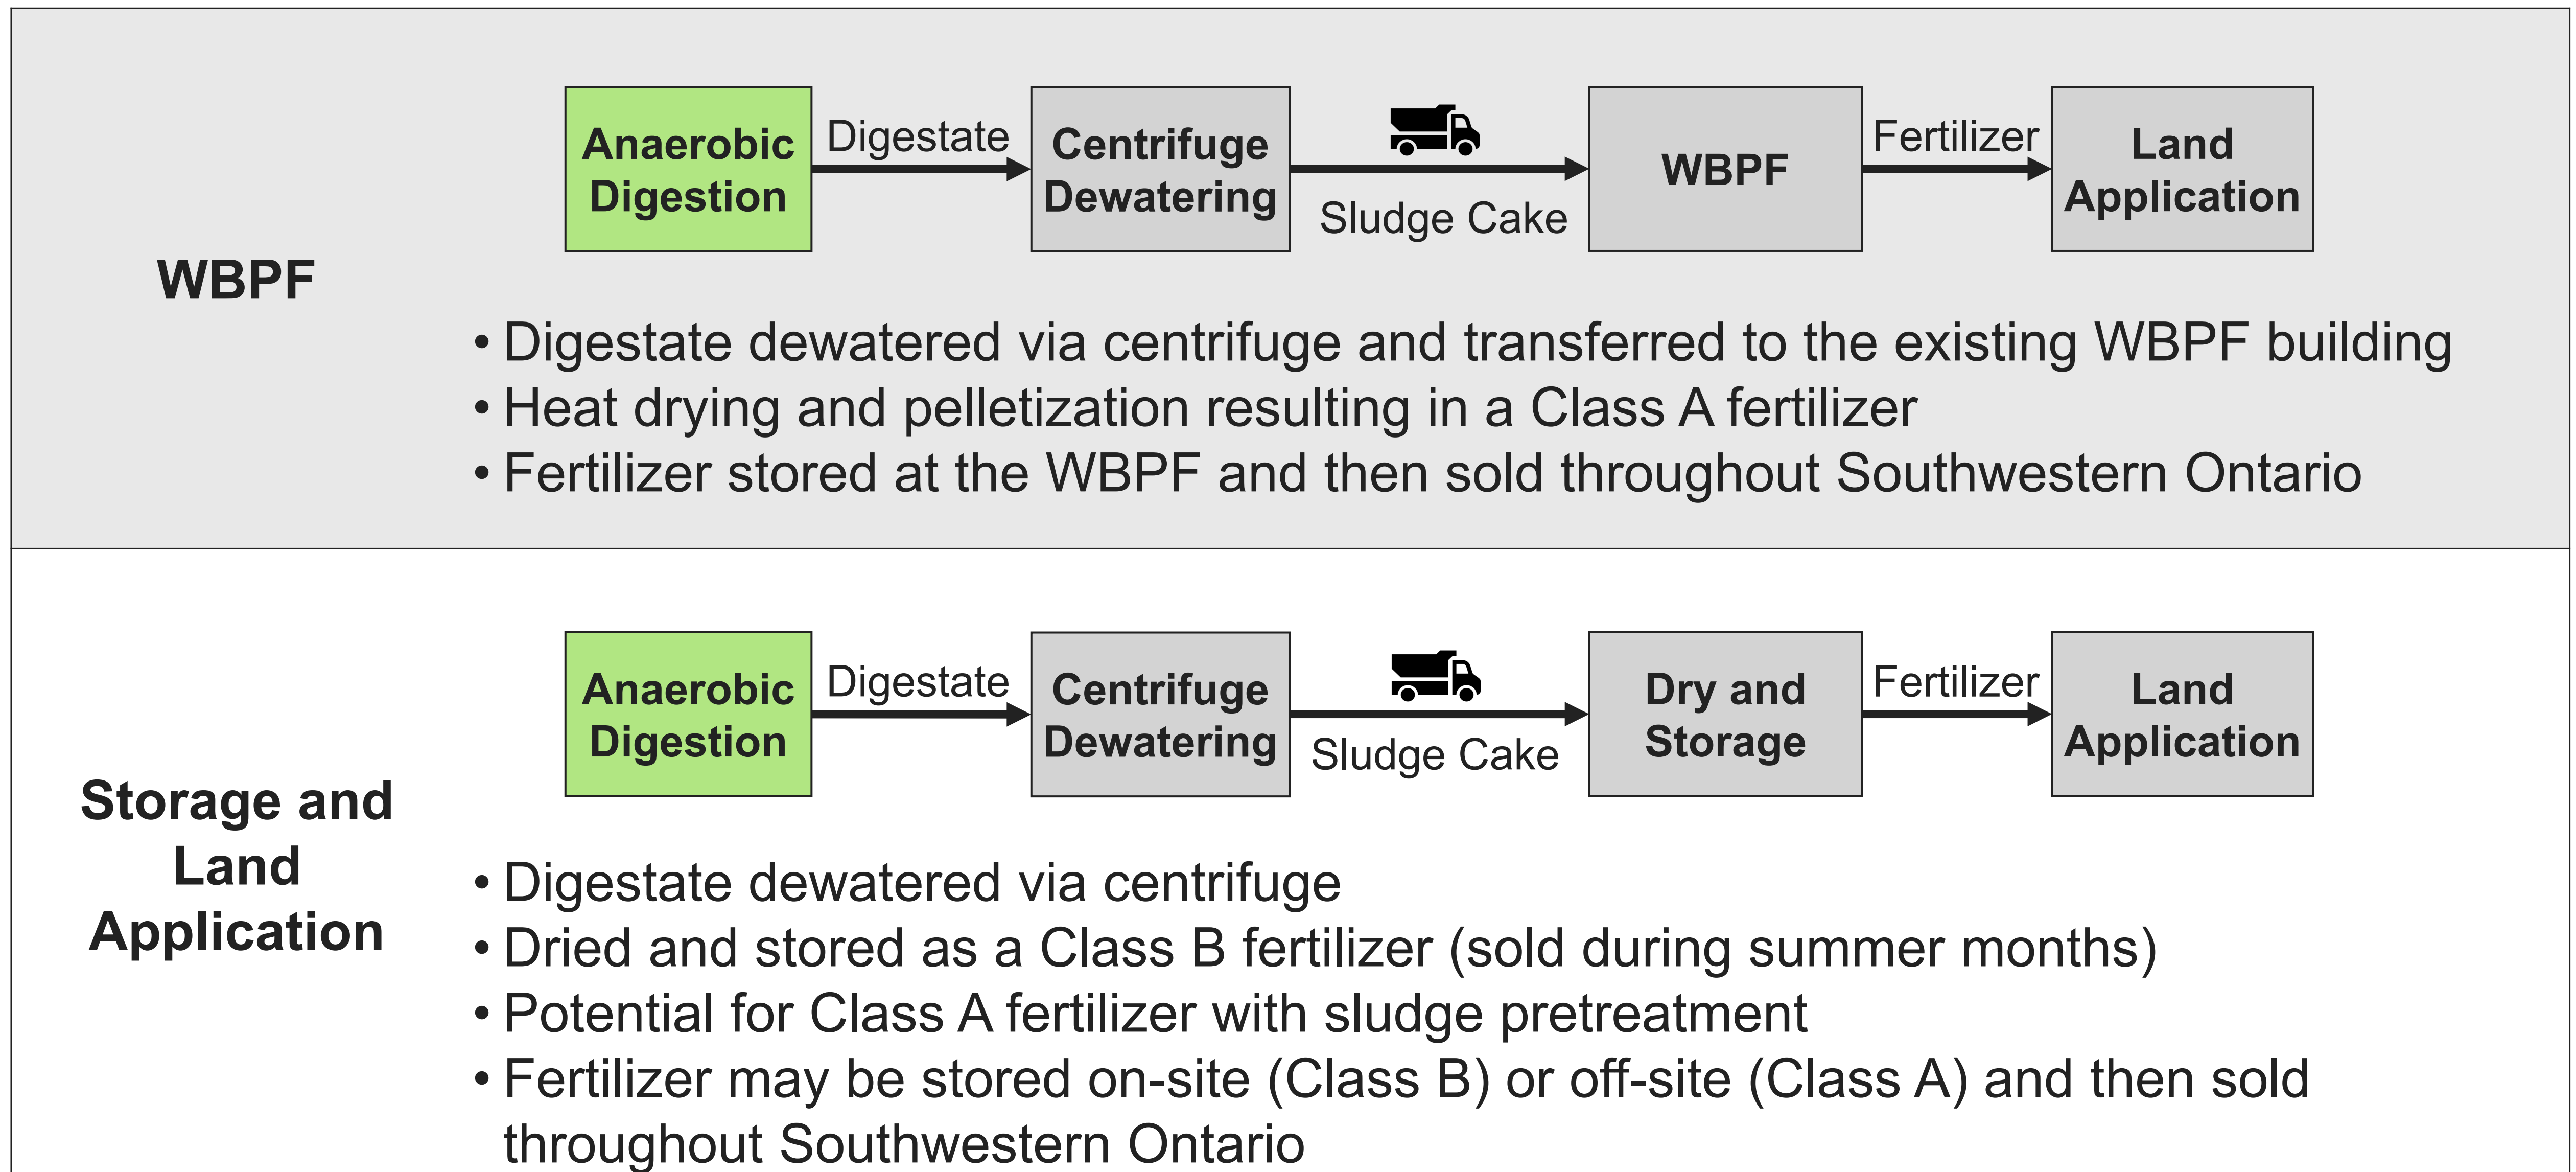 WBPF
Anaerobic
Digestion
Digestate
Centrifuge
Dewatering
Sludge Cake
WBPF
Fertilizer
Land
Application
• Digestate dewatered via centrifuge and transferred to the existing WBPF building
• Heat drying and pelletization resulting in a Class A fertilizer
• Fertilizer stored at the WBPF and then sold throughout Southwestern Ontario
Storage and
Land
Application
Anaerobic
Digestion
Digestate
Centrifuge
Dewatering
Sludge Cake
Dry and
Storage
Fertilizer
Land
Application
• Digestate dewatered via centrifuge
• Dried and stored as a Class B fertilizer (sold during summer months)
• Potential for Class A fertilizer with sludge pretreatment
• Fertilizer may be stored on-site (Class B) or off-site (Class A) and then sold
throughout Southwestern Ontario